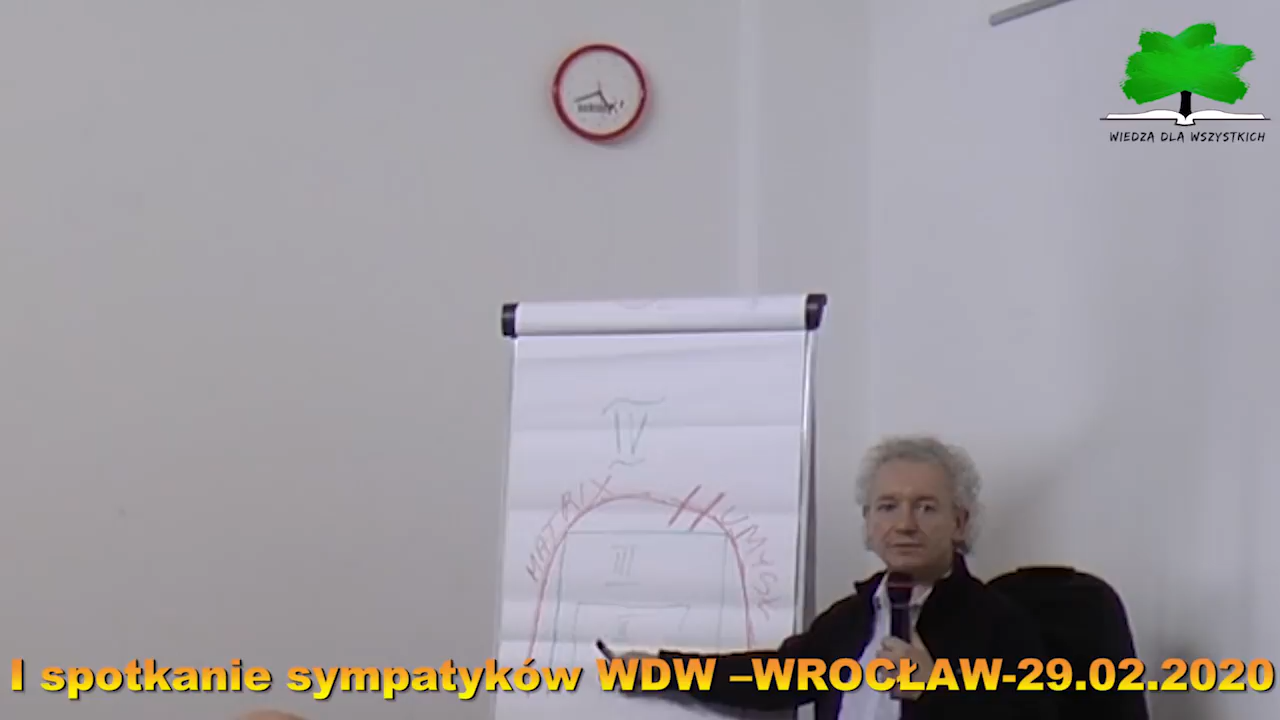 WIEDZA DLA WSZYSTKICH
IV
MATRIX UMYSŁ
III
I spotkanie sympatyków WDW –WROCŁAW-29.02.2020